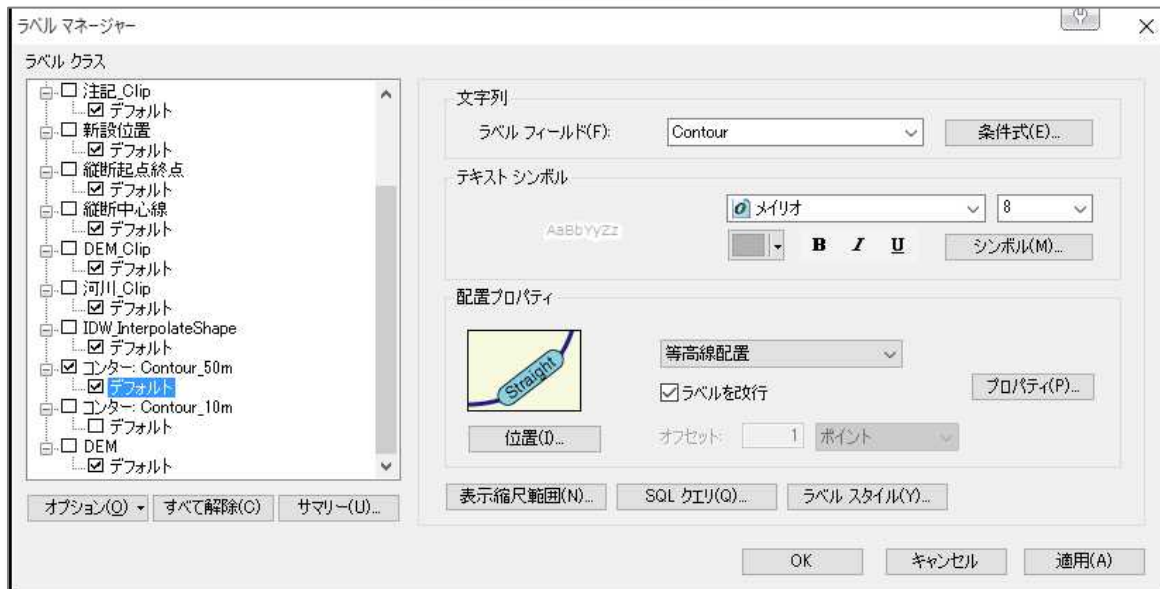 ラベル マネージャー
ラベル クラス
注記_Clip
デフォルト
新設位置
デフォルト
縦断起点終点
デフォルト
縦断中心線
デフォルト
DEM_Clip
デフォルト
河川_Clip
デフォルト
IDW_InterpolateShape
デフォルト
コンター: Contour_50m
デフォルト
コンター: Contour_10m
デフォルト
DEM
デフォルト
オプション(O)
すべて解除(C)
サマリー(U)...
文字列
ラベル フィールド(F):
Contour
条件式(E)...
テキスト シンボル
AaBbYyZz
メイリオ
8
B I U
シンボル(M)...
配置プロパティ
Straight
等高線配置
ラベルを改行
プロパティ(P)...
位置(I)...
オフセット:
1
ポイント
表示縮尺範囲(N)...
SQL クエリ(Q)...
ラベル スタイル(Y)...
OK
キャンセル
適用(A)